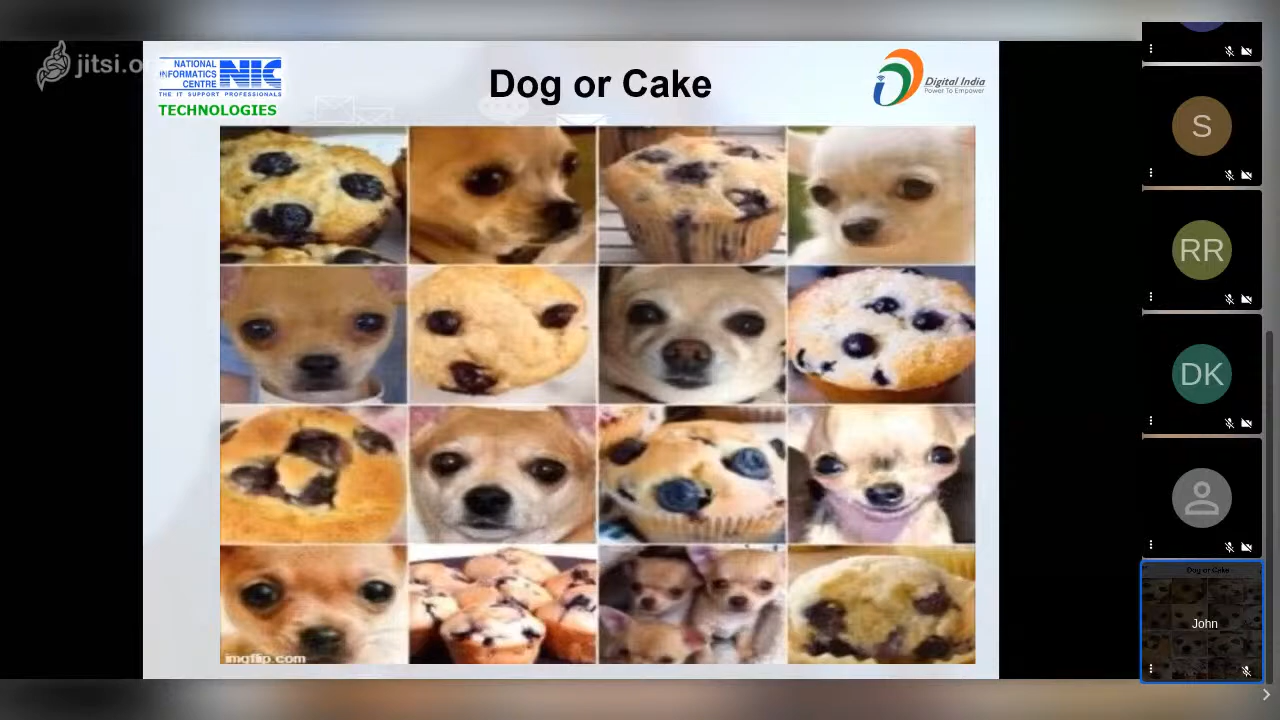 jitsi.o
NATIONAL
INFORMATICS
CENTRE
NIC
THE IT SUPPORT PROFESSIONALS
TECHNOLOGIES
Dog or Cake
Digital India
Power To Empower
S
RR
DK
Dog or Cake
John
imgflip.com